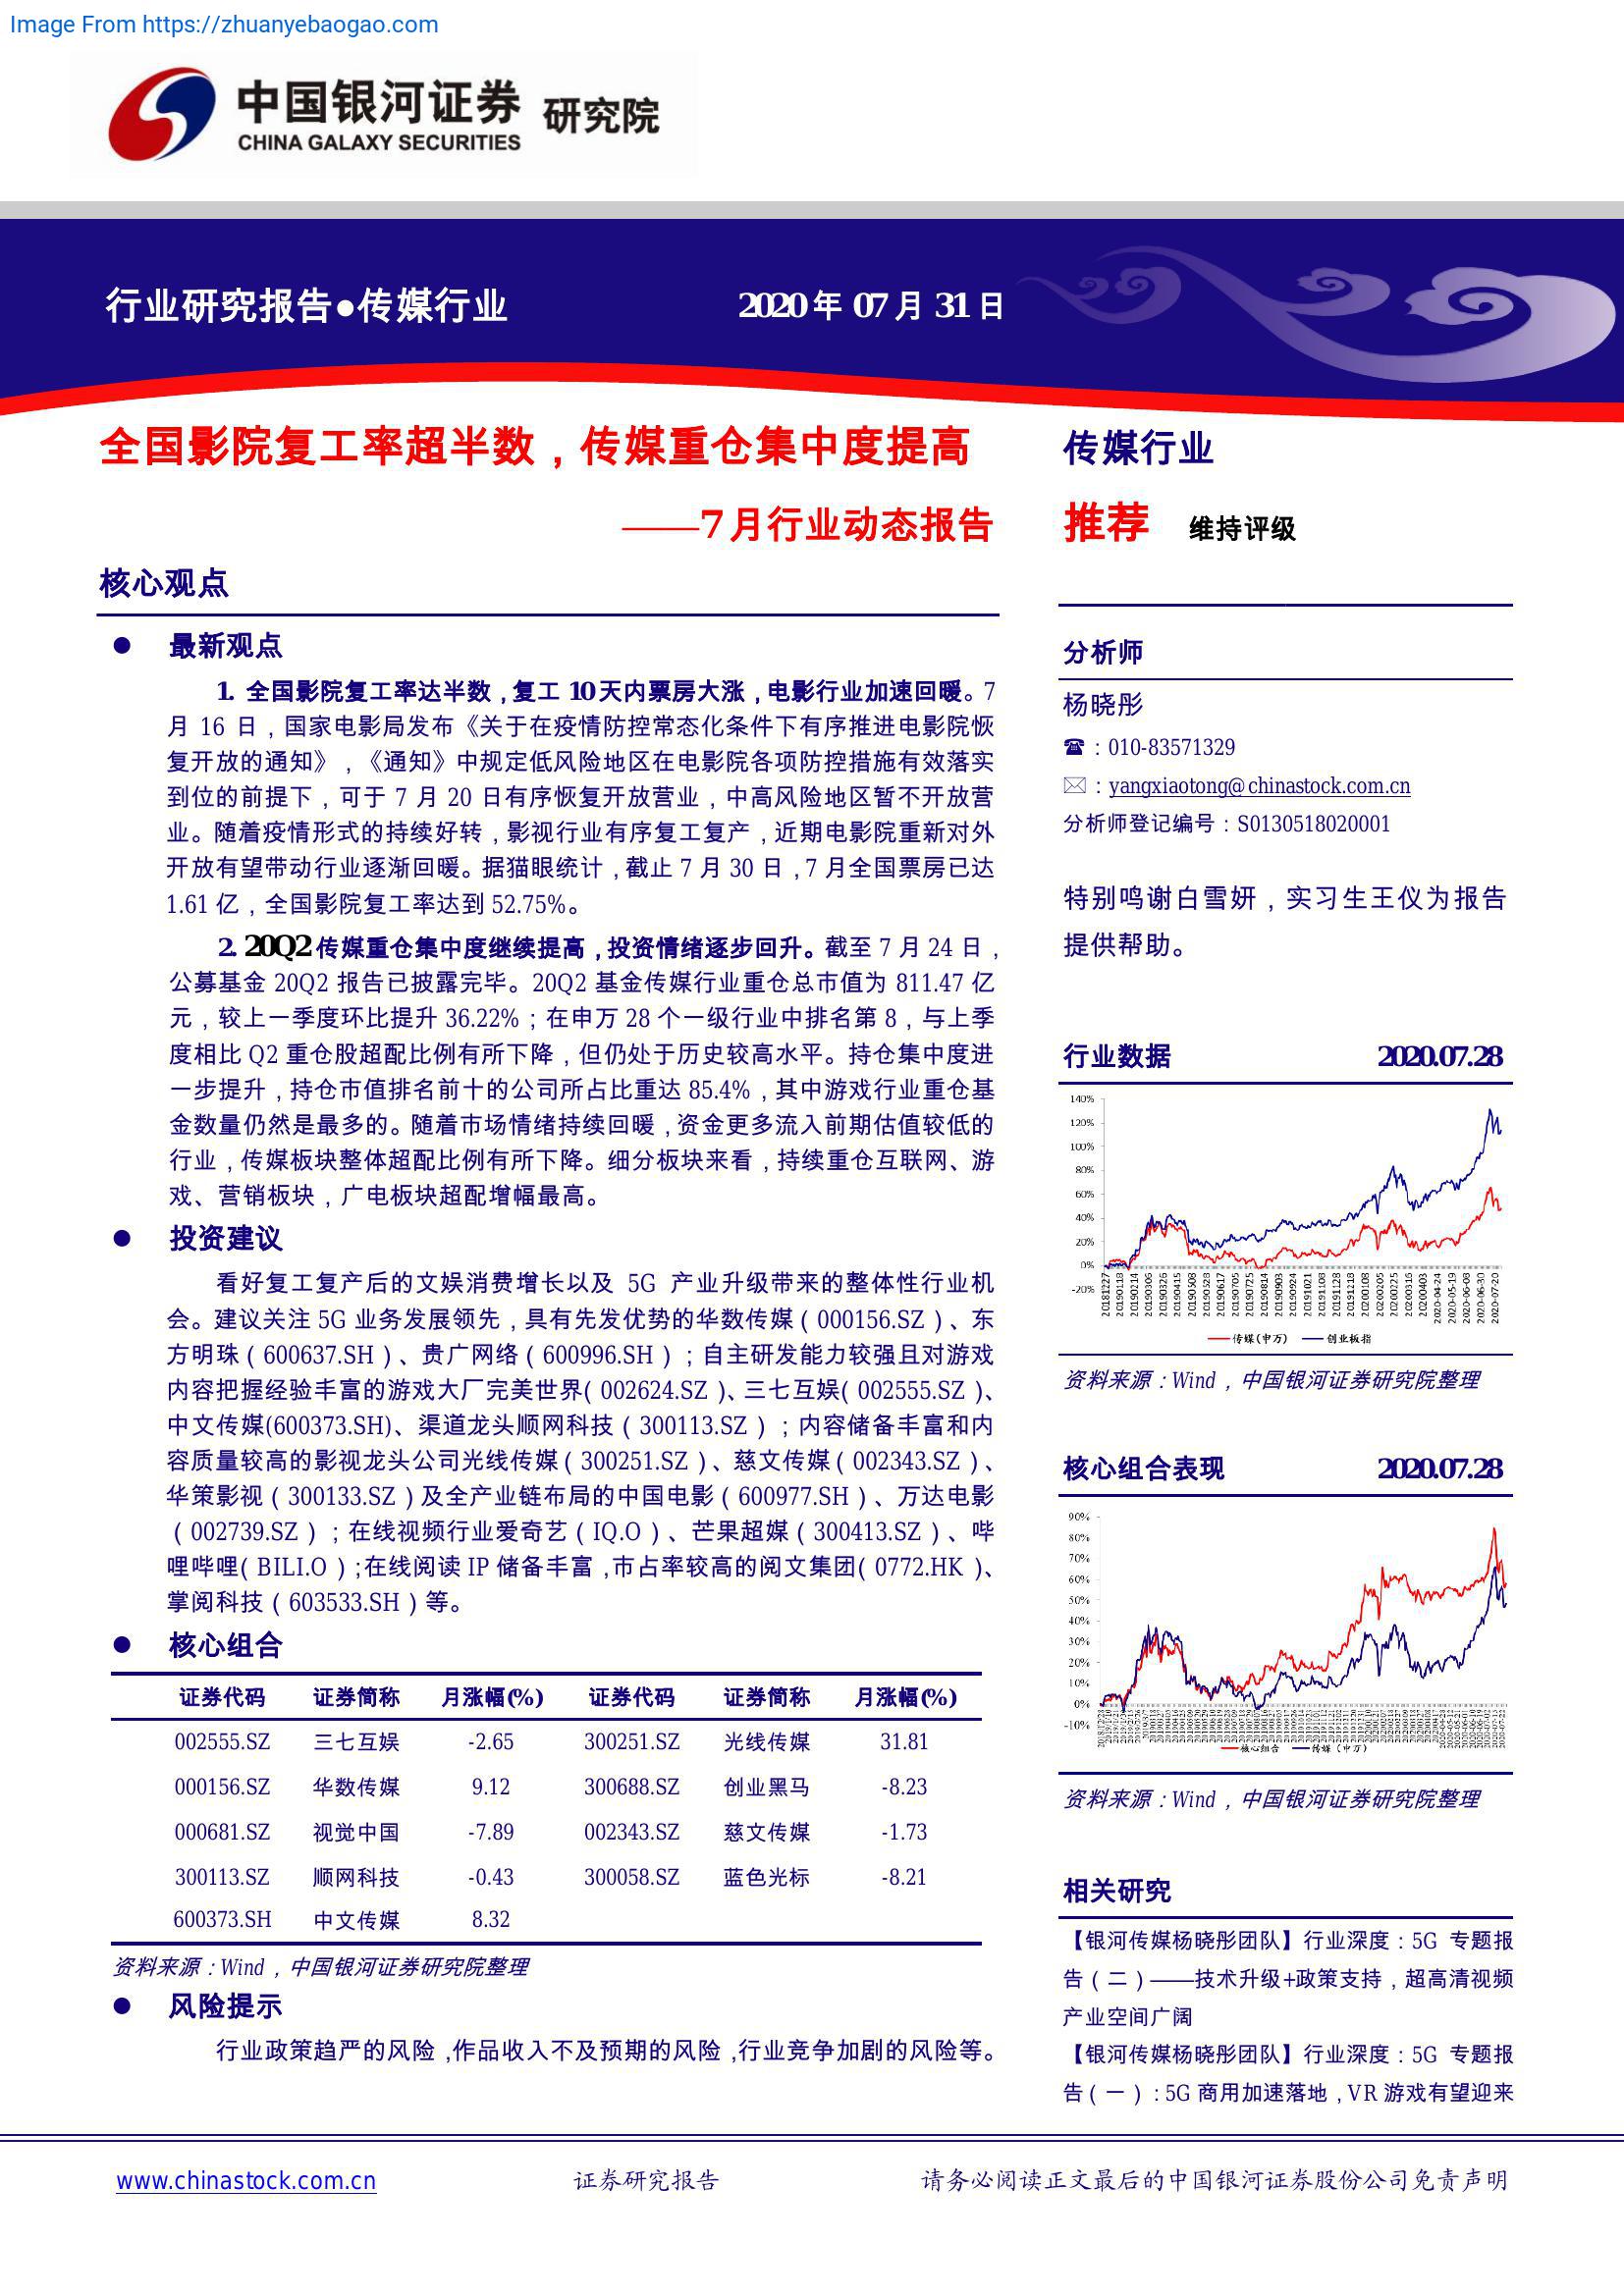 Image From https://zhuanyebaogao.com
中国银河证券 研究院
CHINA GALAXY SECURITIES
行业研究报告●传媒行业 2020 年 07 月 31 日
全国影院复工率超半数，传媒重仓集中度提高
——7 月行业动态报告
核心观点
● 最新观点
1. 全国影院复工率达半数，复工 10 天内票房大涨，电影行业加速回暖。7
月 16 日，国家电影局发布《关于在疫情防控常态化条件下有序推进电影院恢
复开放的通知》，《通知》中规定低风险地区在电影院各项防控措施有效落实
到位的前提下，可于 7 月 20 日有序恢复开放营业，中高风险地区暂不开放营
业。随着疫情形式的持续好转，影视行业有序复工复产，近期电影院重新对外
开放有望带动行业逐渐回暖。据猫眼统计，截止 7 月 30 日，7 月全国票房已达
1.61 亿，全国影院复工率达到 52.75%。
2. 20Q2 传媒重仓集中度继续提高，投资情绪逐步回升。截至 7 月 24 日，
公募基金 20Q2 报告已披露完毕。20Q2 基金传媒行业重仓总市值为 811.47 亿
元，较上一季度环比提升 36.22%；在申万 28 个一级行业中排名第 8，与上季
度相比 Q2 重仓股超配比例有所下降，但仍处于历史较高水平。持仓集中度进
一步提升，持仓市值排名前十的公司所占比重达 85.4%，其中游戏行业重仓基
金数量仍然是最多的。随着市场情绪持续回暖，资金更多流入前期估值较低的
行业，传媒板块整体超配比例有所下降。细分板块来看，持续重仓互联网、游
戏、营销板块，广电板块超配增幅最高。
● 投资建议
看好复工复产后的文娱消费增长以及 5G 产业升级带来的整体性行业机
会。建议关注 5G 业务发展领先，具有先发优势的华数传媒（000156.SZ）、东
方明珠（600637.SH）、贵广网络（600996.SH）；自主研发能力较强且对游戏
内容把握经验丰富的游戏大厂完美世界（002624.SZ）、三七互娱（002555.SZ）、
中文传媒(600373.SH)、渠道龙头顺网科技（300113.SZ）；内容储备丰富和内
容质量较高的影视龙头公司光线传媒（300251.SZ）、慈文传媒（002343.SZ）、
华策影视（300133.SZ）及全产业链布局的中国电影（600977.SH）、万达电影
（002739.SZ）；在线视频行业爱奇艺（IQ.O）、芒果超媒（300413.SZ）、哔
哩哔哩（BILI.O）；在线阅读 IP 储备丰富，市占率较高的阅文集团（0772.HK）、
掌阅科技（603533.SH）等。
● 核心组合
证券代码 证券简称 月涨幅(%) 证券代码 证券简称 月涨幅(%)
002555.SZ 三七互娱 -2.65 300251.SZ 光线传媒 31.81
000156.SZ 华数传媒 9.12 300688.SZ 创业黑马 -8.23
000681.SZ 视觉中国 -7.89 002343.SZ 慈文传媒 -1.73
300113.SZ 顺网科技 -0.43 300058.SZ 蓝色光标 -8.21
600373.SH 中文传媒 8.32
资料来源：Wind，中国银河证券研究院整理
● 风险提示
行业政策趋严的风险，作品收入不及预期的风险，行业竞争加剧的风险等。
传媒行业
推荐 维持评级
分析师
杨晓彤
☎：010-83571329
✉：yangxiaotong@chinastock.com.cn
分析师登记编号：S0130518020001
特别鸣谢白雪妍，实习生王仪为报告
提供帮助。
行业数据 2020.07.28
140%
120%
100%
80%
60%
40%
20%
0%
-20%
20181227 20190118 20190214 20190306 20190326 20190415 20190508 20190528 20190617 20190705 20190725 20190814 20190903 20190924 20191021 20191108 20191128 20191218 20200108 20200205 20200225 20200316 20200403 2020-04-24 2020-05-19 2020-06-08 2020-06-30 2020-07-20
传媒(申万) 创业板指
资料来源：Wind，中国银河证券研究院整理
核心组合表现 2020.07.28
90%
80%
70%
60%
50%
40%
30%
20%
10%
0%
-10%
核心组合 传媒（申万）
资料来源：Wind，中国银河证券研究院整理
相关研究
【银河传媒杨晓彤团队】行业深度：5G 专题报
告（二）——技术升级+政策支持，超高清视频
产业空间广阔
【银河传媒杨晓彤团队】行业深度：5G 专题报
告（一）：5G 商用加速落地，VR 游戏有望迎来
www.chinastock.com.cn 证券研究报告 请务必阅读正文最后的中国银河证券股份公司免责声明